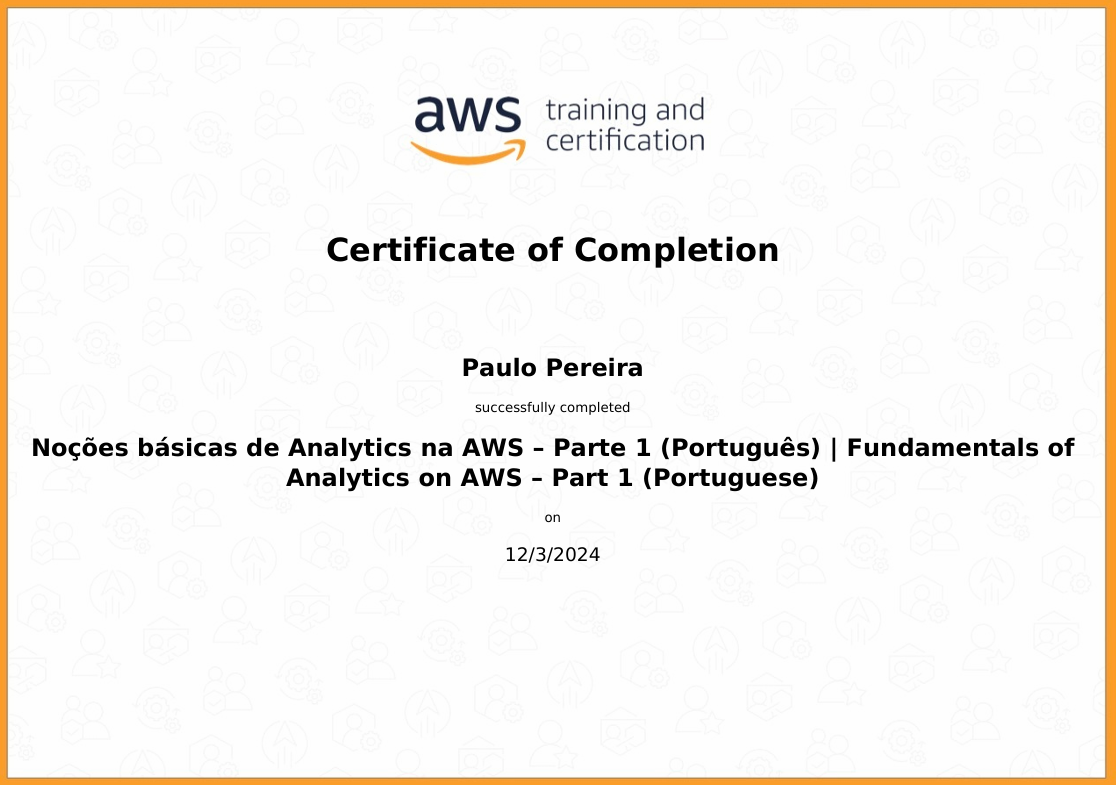 aws training and
certification
Certificate of Completion
Paulo Pereira
successfully completed
Noções básicas de Analytics na AWS – Parte 1 (Português) | Fundamentals of
Analytics on AWS – Part 1 (Portuguese)
on
12/3/2024